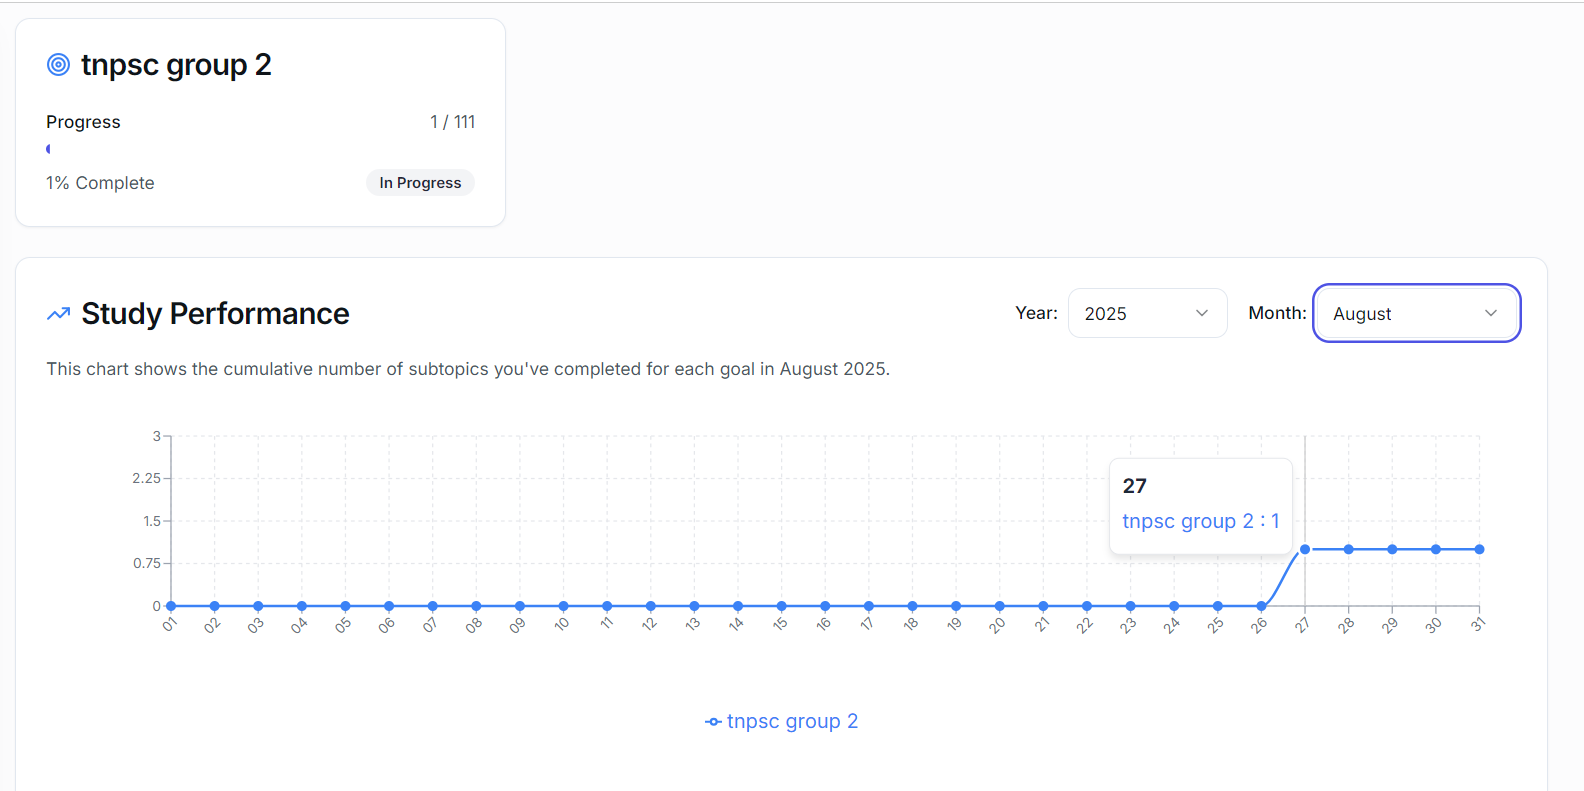 tnpsc group 2
Progress 1 / 111
1% Complete In Progress
Study Performance Year: 2025 Month: August
This chart shows the cumulative number of subtopics you've completed for each goal in August 2025.
3
2.25
1.5
0.75
0
27
tnpsc group 2 : 1
01 02 03 04 05 06 07 08 09 10 11 12 13 14 15 16 17 18 19 20 21 22 23 24 25 26 27 28 29 30 31
tnpsc group 2